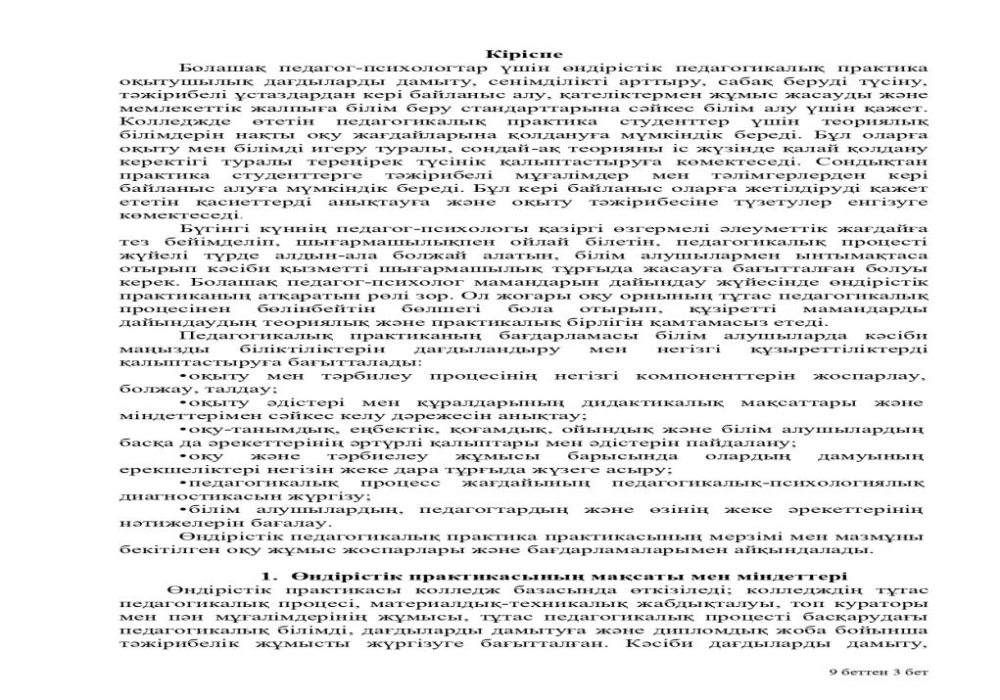 Кіріспе
Болашақ педагог-психологтар үшін өндірістік педагогикалық практика
оқытушылық дағдыларды дамыту, сенімділікті арттыру, сабақ беруді түсіну,
тәжірибелі ұстаздардан кері байланыс алу, қателіктермен жұмыс жасауды және
мемлекеттік жалпыға білім беру стандарттарына сәйкес білім алу үшін қажет.
Колледжде өтетін педагогикалық практика студенттер үшін теориялық
білімдерін нақты оқу жағдайларына қолдануға мүмкіндік береді. Бұл оларға
оқыту мен білімді игеру туралы, сондай-ақ теорияны іс жүзінде қалай қолдану
керектігі туралы тереңірек түсінік қалыптастыруға көмектеседі. Сондықтан
практика студенттерге тәжірибелі мұғалімдер мен тәлімгерлерден кері
байланыс алуға мүмкіндік береді. Бұл кері байланыс оларға жетілдіруді қажет
ететін қасиеттерді анықтауға және оқыту тәжірибесіне түзетулер енгізуге
көмектеседі.
Бүгінгі күннің педагог-психологы қазіргі өзгермелі әлеуметтік жағдайға
тез бейімделіп, шығармашылықпен ойлай білетін, педагогикалық процесті
жүйелі түрде алдын-ала болжай алатын, білім алушылармен ынтымақтаса
отырып кәсіби қызметті шығармашылық тұрғыда жасауға бағытталған болуы
керек. Болашақ педагог-психолог мамандарын дайындау жүйесінде өндірістік
практиканың атқаратын рөлі зор. Ол жоғары оқу орнының тұтас педагогикалық
процесінен бөлінбейтін бөлшегі бола отырып, құзіретті мамандарды
дайындаудың теориялық және практикалық бірлігін қамтамасыз етеді.
Педагогикалық практиканың бағдарламасы білім алушыларда кәсіби
маңызды біліктіліктерін дағдыландыру мен негізгі құзыреттіліктерді
қалыптастыруға бағытталады:
•оқыту мен тәрбилеу процесінің негізгі компоненттерін жоспарлау,
болжау, талдау;
•оқыту әдістері мен құралдарының дидактикалық мақсаттары және
міндеттерімен сәйкес келу дәрежесін анықтау;
•оқу-танымдық, еңбектік, қоғамдық, ойындық және білім алушылардың
басқа да әрекеттерінің әртүрлі қалыптары мен әдістерін пайдалану;
•оқу және тәрбиелеу жұмысы барысында олардың дамуының
ерекшеліктері негізін жеке дара тұрғыда жүзеге асыру;
•педагогикалық процесс жағдайының педагогикалық-психологиялық
диагностикасын жүргізу;
•білім алушылардың, педагогтардың және өзінің жеке әрекеттерінің
нәтижелерін бағалау.
Өндірістік педагогикалық практика практикасының мерзімі мен мазмұны
бекітілген оқу жұмыс жоспарлары және бағдарламаларымен айқындалады.
1. Өндірістік практикасының мақсаты мен міндеттері
Өндірістік практикасы колледж базасында өткізіледі; колледждің тұтас
педагогикалық процесі, материалдық-техникалық жабдықталуы, топ кураторы
мен пән мұғалімдерінің жұмысы, тұтас педагогикалық процесті басқарудағы
педагогикалық білімді, дағдыларды дамытуға және дипломдық жоба бойынша
тәжірибелік жұмысты жүргізуге бағытталған. Кәсіби дағдыларды дамыту,
9 беттен 3 бет